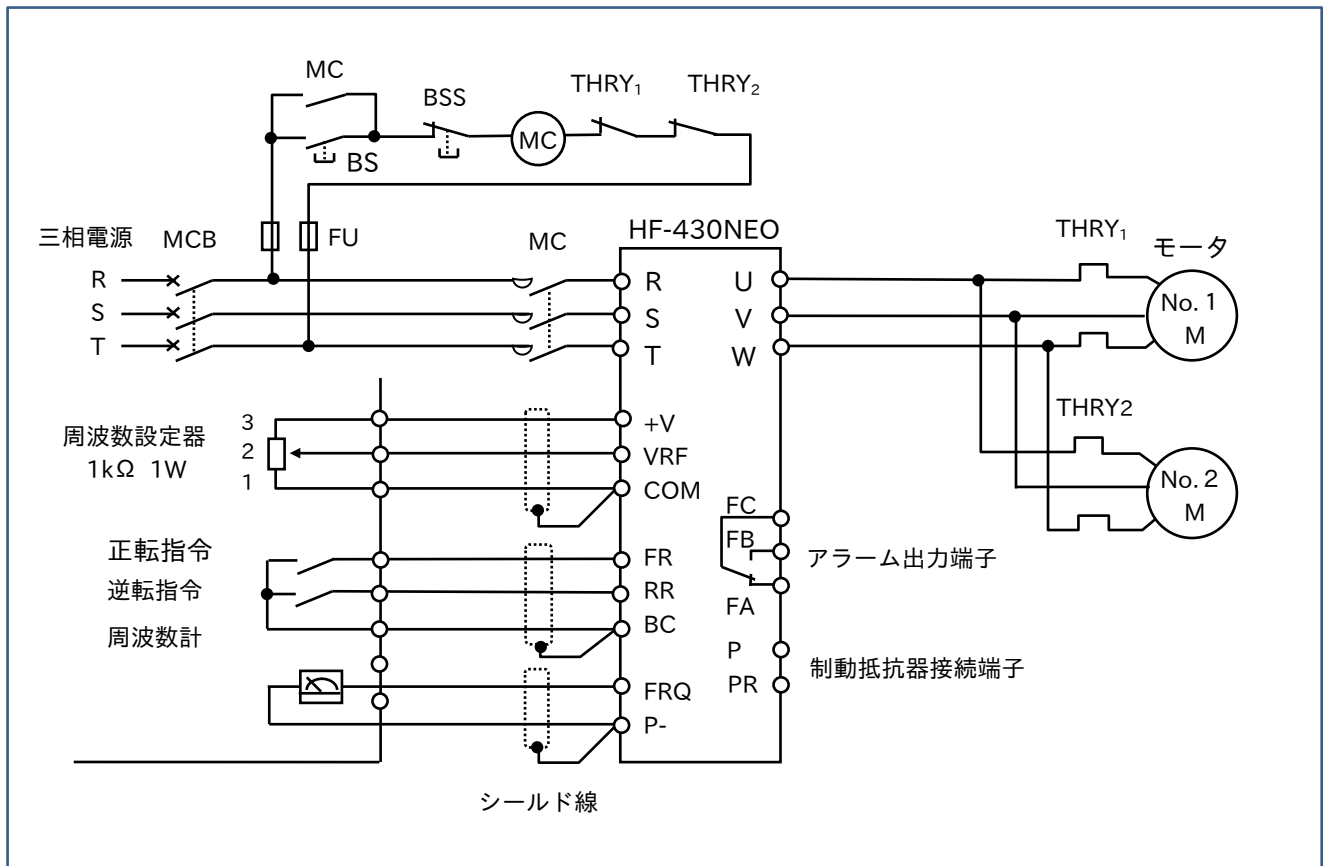 MC
THRY₁
THRY₂
BSS
MC
BS
三相電源
MCB
FU
MC
HF-430NEO
THRY₁
モータ
R
R
U
No. 1
M
S
S
V
T
T
W
THRY2
周波数設定器
1kΩ 1W
3
2
1
+V
VRF
COM
No. 2
M
FC
FB
FA
アラーム出力端子
正転指令
逆転指令
周波数計
FR
RR
BC
P
PR
制動抵抗器接続端子
FRQ
P-
シールド線